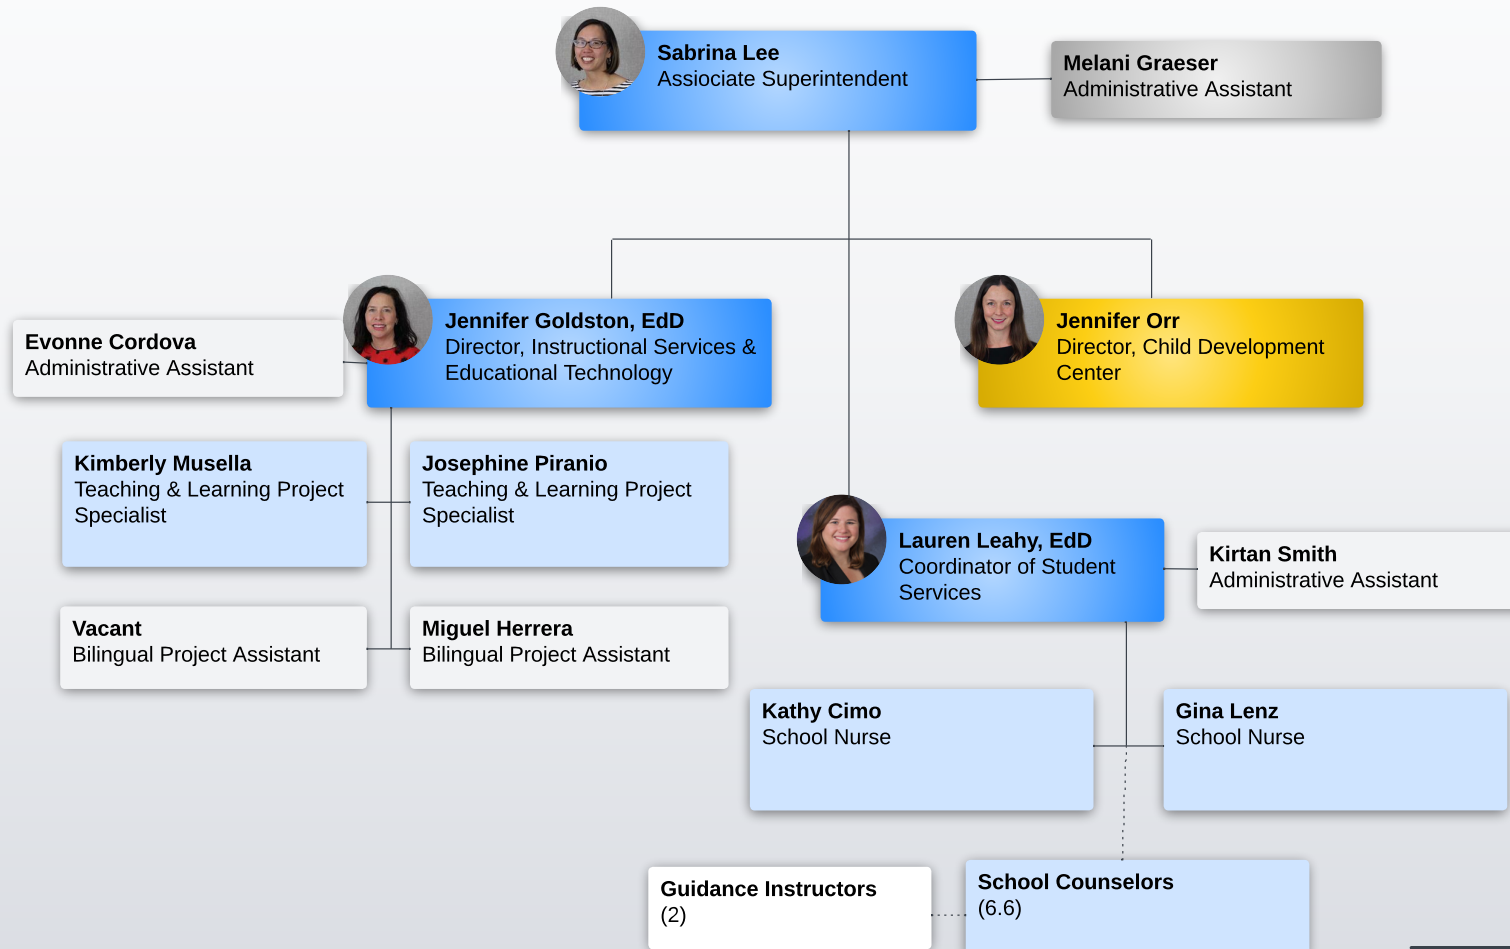 Sabrina Lee
Assiociate Superintendent
Melani Graeser
Administrative Assistant
Evonne Cordova
Administrative Assistant
Jennifer Goldston, EdD
Director, Instructional Services &
Educational Technology
Jennifer Orr
Director, Child Development
Center
Kimberly Musella
Teaching & Learning Project
Specialist
Josephine Piranio
Teaching & Learning Project
Specialist
Lauren Leahy, EdD
Coordinator of Student
Services
Kirtan Smith
Administrative Assistant
Vacant
Bilingual Project Assistant
Miguel Herrera
Bilingual Project Assistant
Kathy Cimo
School Nurse
Gina Lenz
School Nurse
Guidance Instructors
(2)
School Counselors
(6.6)